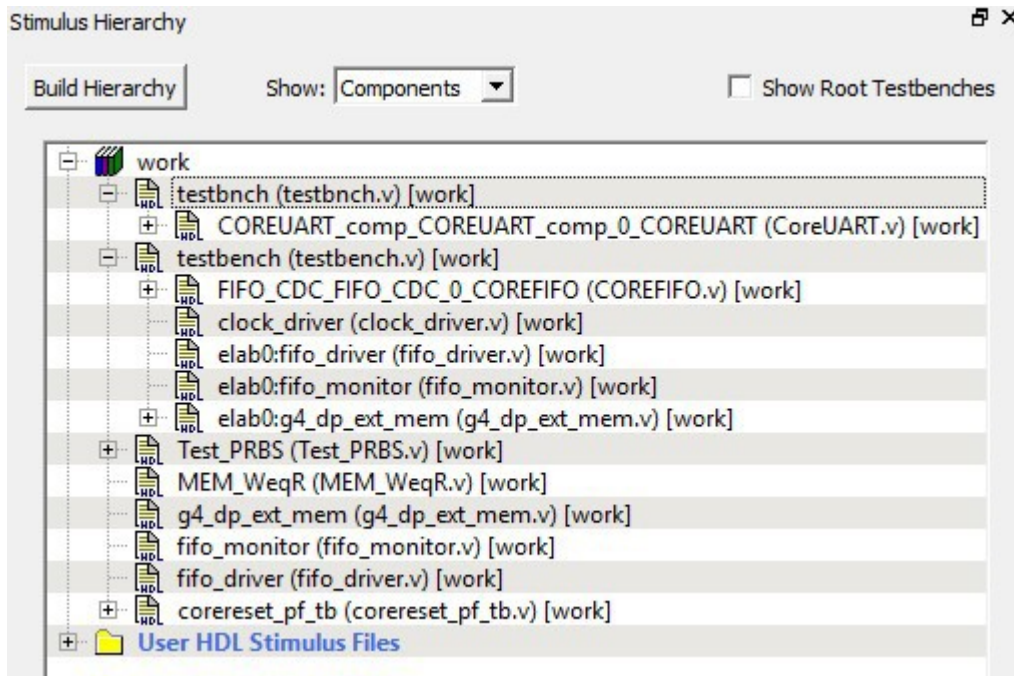 Stimulus Hierarchy
Build Hierarchy Show: Components Show Root Testbenches
work
testbnch (testbnch.v) [work]
COREUART_comp_COREUART_comp_0_COREUART (CoreUART.v) [work]
testbench (testbench.v) [work]
FIFO_CDC_FIFO_CDC_0_COREFIFO (COREFIFO.v) [work]
clock_driver (clock_driver.v) [work]
elab0:fifo_driver (fifo_driver.v) [work]
elab0:fifo_monitor (fifo_monitor.v) [work]
elab0:g4_dp_ext_mem (g4_dp_ext_mem.v) [work]
Test_PRBS (Test_PRBS.v) [work]
MEM_WeqR (MEM_WeqR.v) [work]
g4_dp_ext_mem (g4_dp_ext_mem.v) [work]
fifo_monitor (fifo_monitor.v) [work]
fifo_driver (fifo_driver.v) [work]
corereset_pf_tb (corereset_pf_tb.v) [work]
User HDL Stimulus Files